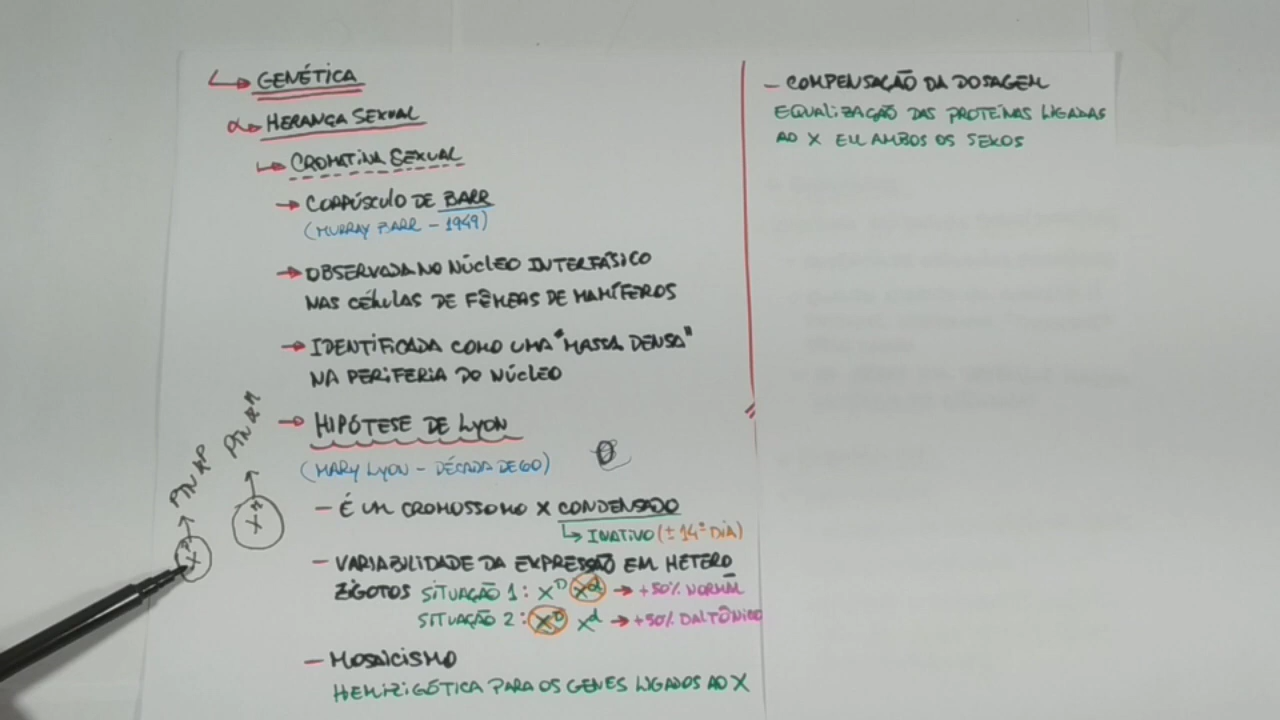 GENÉTICA
HERANÇA SEXUAL
CROMATINA SEXUAL
CORPÚSCULO DE BARR
(MURRAY BARR - 1949)
OBSERVADA NO NÚCLEO INTERFÁSICO
NAS CÉLULAS DE FÊMEAS DE MAMÍFEROS
IDENTIFICADA COMO UMA "MASSA DENSA"
NA PERIFERIA DO NÚCLEO
HIPÓTESE DE LYON
(MARY LYON - DÉCADA DE 60)
- É UM CROMOSSOMO X CONDENSADO
INATIVO (± 14º DIA)
- VARIABILIDADE DA EXPRESSÃO EM HETERO
ZIGOTOS SITUAÇÃO 1: X^D X^d → +50% NORMAL
SITUAÇÃO 2: X^D X^d → +50% DALTÔNICO
- MOSAICISMO
HEMIZIGÓTICA PARA OS GENES LIGADOS AO X
- COMPENSAÇÃO DA DOSAGEM
EQUALIZAÇÃO DAS PROTEÍNAS LIGADAS
AO X EM AMBOS OS SEXOS